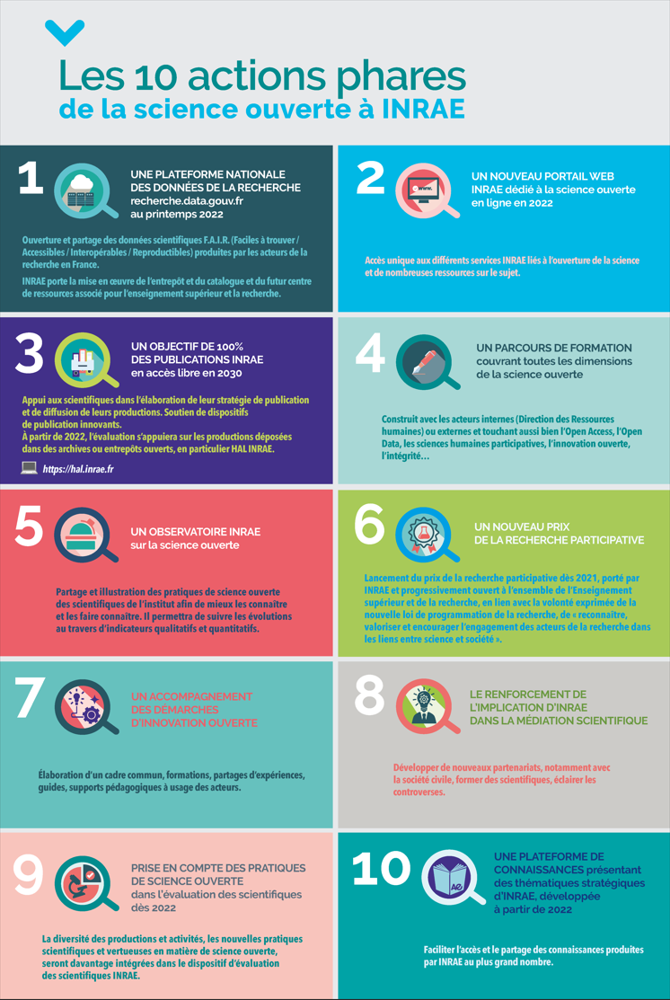 Les 10 actions phares
de la science ouverte à INRAE
1
UNE PLATEFORME NATIONALE
DES DONNÉES DE LA RECHERCHE
recherche.data.gouv.fr
au printemps 2022
Ouverture et partage des données scientifiques F.A.I.R. (Faciles à trouver /
Accessibles / Interopérables / Reproductibles) produites par les acteurs de la
recherche en France.
INRAE porte la mise en œuvre de l'entrepôt et du catalogue et du futur centre
de ressources associé pour l'enseignement supérieur et la recherche.
2
www.
UN NOUVEAU PORTAIL WEB
INRAE dédié à la science ouverte
en ligne en 2022
Accès unique aux différents services INRAE liés à l'ouverture de la science
et de nombreuses ressources sur le sujet.
3
UN OBJECTIF DE 100%
DES PUBLICATIONS INRAE
en accès libre en 2030
Appui aux scientifiques dans l'élaboration de leur stratégie de publication
et de diffusion de leurs productions. Soutien de dispositifs
de publication innovants.
À partir de 2022, l'évaluation s'appuiera sur les productions déposées
dans des archives ou entrepôts ouverts, en particulier HAL INRAE.
https://hal.inrae.fr
4
UN PARCOURS DE FORMATION
couvrant toutes les dimensions
de la science ouverte
Construit avec les acteurs internes (Direction des Ressources
humaines) ou externes et touchant aussi bien l'Open Access, l'Open
Data, les sciences humaines participatives, l'innovation ouverte,
l'intégrité…
5
UN OBSERVATOIRE INRAE
sur la science ouverte
Partage et illustration des pratiques de science ouverte
des scientifiques de l'institut afin de mieux les connaître
et les faire connaître. Il permettra de suivre les évolutions
au travers d'indicateurs qualitatifs et quantitatifs.
6
UN NOUVEAU PRIX
DE LA RECHERCHE PARTICIPATIVE
Lancement du prix de la recherche participative dès 2021, porté par
INRAE et progressivement ouvert à l'ensemble de l'Enseignement
supérieur et de la recherche, en lien avec la volonté exprimée de la
nouvelle loi de programmation de la recherche, de « reconnaître,
valoriser et encourager l'engagement des acteurs de la recherche dans
les liens entre science et société ».
7
UN ACCOMPAGNEMENT
DES DÉMARCHES
D'INNOVATION OUVERTE
Élaboration d'un cadre commun, formations, partages d'expériences,
guides, supports pédagogiques à usage des acteurs.
8
LE RENFORCEMENT DE
L'IMPLICATION D'INRAE
DANS LA MÉDIATION SCIENTIFIQUE
Développer de nouveaux partenariats, notamment avec
la société civile, former des scientifiques, éclairer les
controverses.
9
PRISE EN COMPTE DES PRATIQUES
DE SCIENCE OUVERTE
dans l'évaluation des scientifiques
dès 2022
La diversité des productions et activités, les nouvelles pratiques
scientifiques et vertueuses en matière de science ouverte,
seront davantage intégrées dans le dispositif d'évaluation
des scientifiques INRAE.
10
AE
UNE PLATEFORME DE
CONNAISSANCES présentant
des thématiques stratégiques
d'INRAE, développée
à partir de 2022
Faciliter l'accès et le partage des connaissances produites
par INRAE au plus grand nombre.